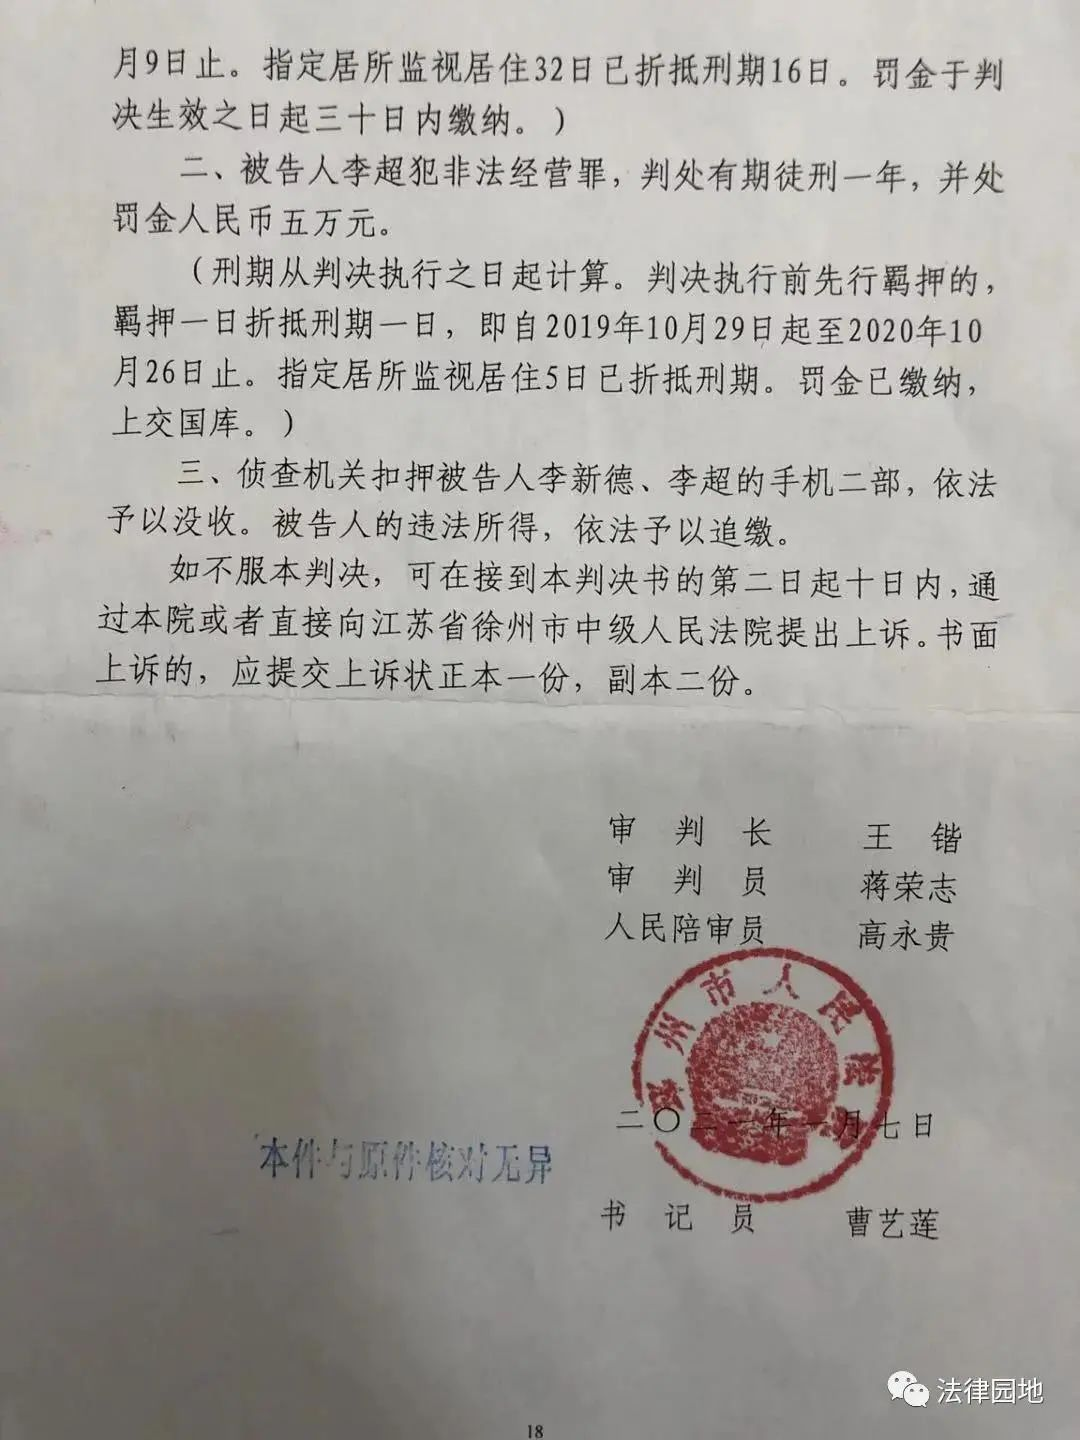 月9日止。指定居所监视居住32日已折抵刑期16日。罚金于判
决生效之日起三十日内缴纳。）
二、被告人李超犯非法经营罪，判处有期徒刑一年，并处
罚金人民币五万元。
（刑期从判决执行之日起计算。判决执行前先行羁押的，
羁押一日折抵刑期一日，即自2019年10月29日起至2020年10
月26日止。指定居所监视居住5日已折抵刑期。罚金已缴纳，
上交国库。）
三、侦查机关扣押被告人李新德、李超的手机二部，依法
予以没收。被告人的违法所得，依法予以追缴。
如不服本判决，可在接到本判决书的第二日起十日内，通
过本院或者直接向江苏省徐州市中级人民法院提出上诉。书面
上诉的，应提交上诉状正本一份，副本二份。
审 判 长 王 锴
审 判 员 蒋荣志
人民陪审员 高永贵
州市人民法
二〇二一年一月七日
本件与原件核对无异
书 记 员 曹艺莲
法律园地
18